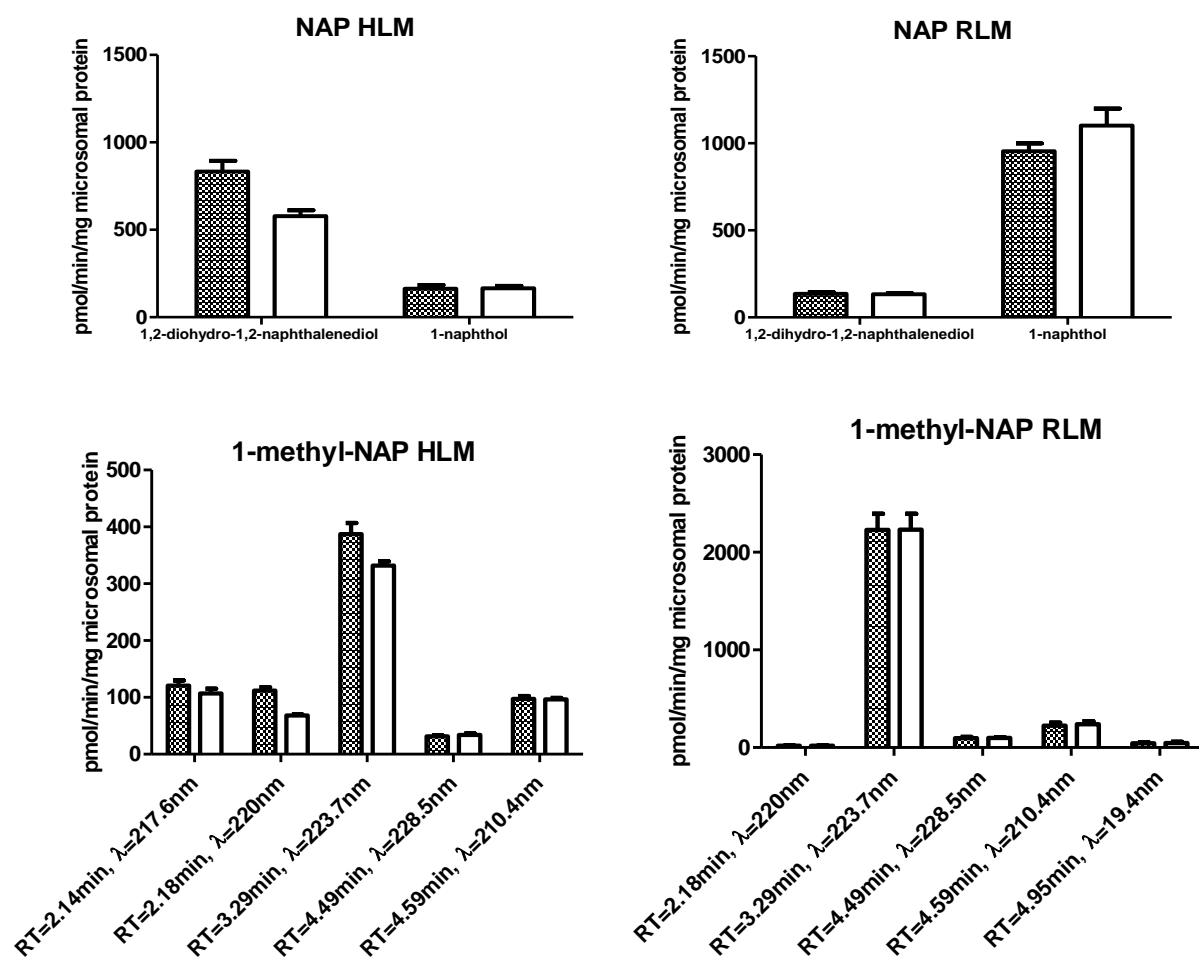 NAP HLM
pmol/min/mg microsomal protein
1500
1000
500
0
1,2-diohydro-1,2-naphthalenediol
1-naphthol
NAP RLM
pmol/min/mg microsomal protein
1500
1000
500
0
1,2-dihydro-1,2-naphthalenediol
1-naphthol
1-methyl-NAP HLM
pmol/min/mg microsomal protein
500
400
300
200
100
0
RT=2.14min, λ=217.6nm
RT=2.18min, λ=220nm
RT=3.29min, λ=223.7nm
RT=4.49min, λ=228.5nm
RT=4.59min, λ=210.4nm
1-methyl-NAP RLM
pmol/min/mg microsomal protein
3000
2000
1000
0
RT=2.18min, λ=220nm
RT=3.29min, λ=223.7nm
RT=4.49min, λ=228.5nm
RT=4.59min, λ=210.4nm
RT=4.95min, λ=19.4nm